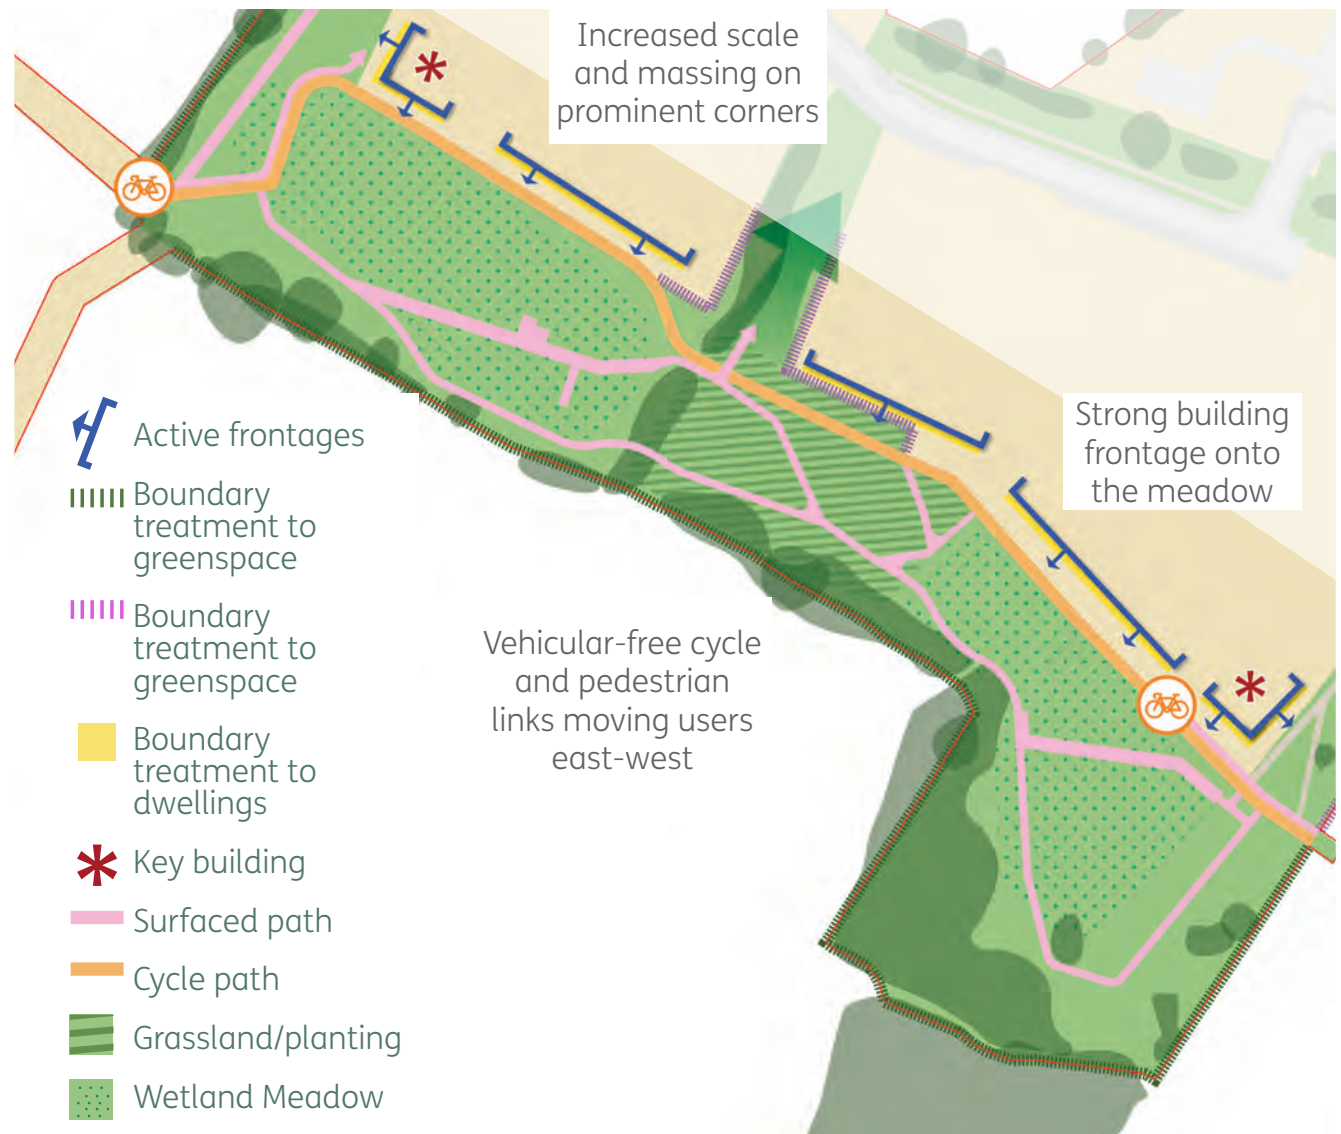 Increased scale
and massing on
prominent corners
Strong building
frontage onto
the meadow
Vehicular-free cycle
and pedestrian
links moving users
east-west
Active frontages
Boundary
treatment to
greenspace
Boundary
treatment to
greenspace
Boundary
treatment to
dwellings
Key building
Surfaced path
Cycle path
Grassland/planting
Wetland Meadow